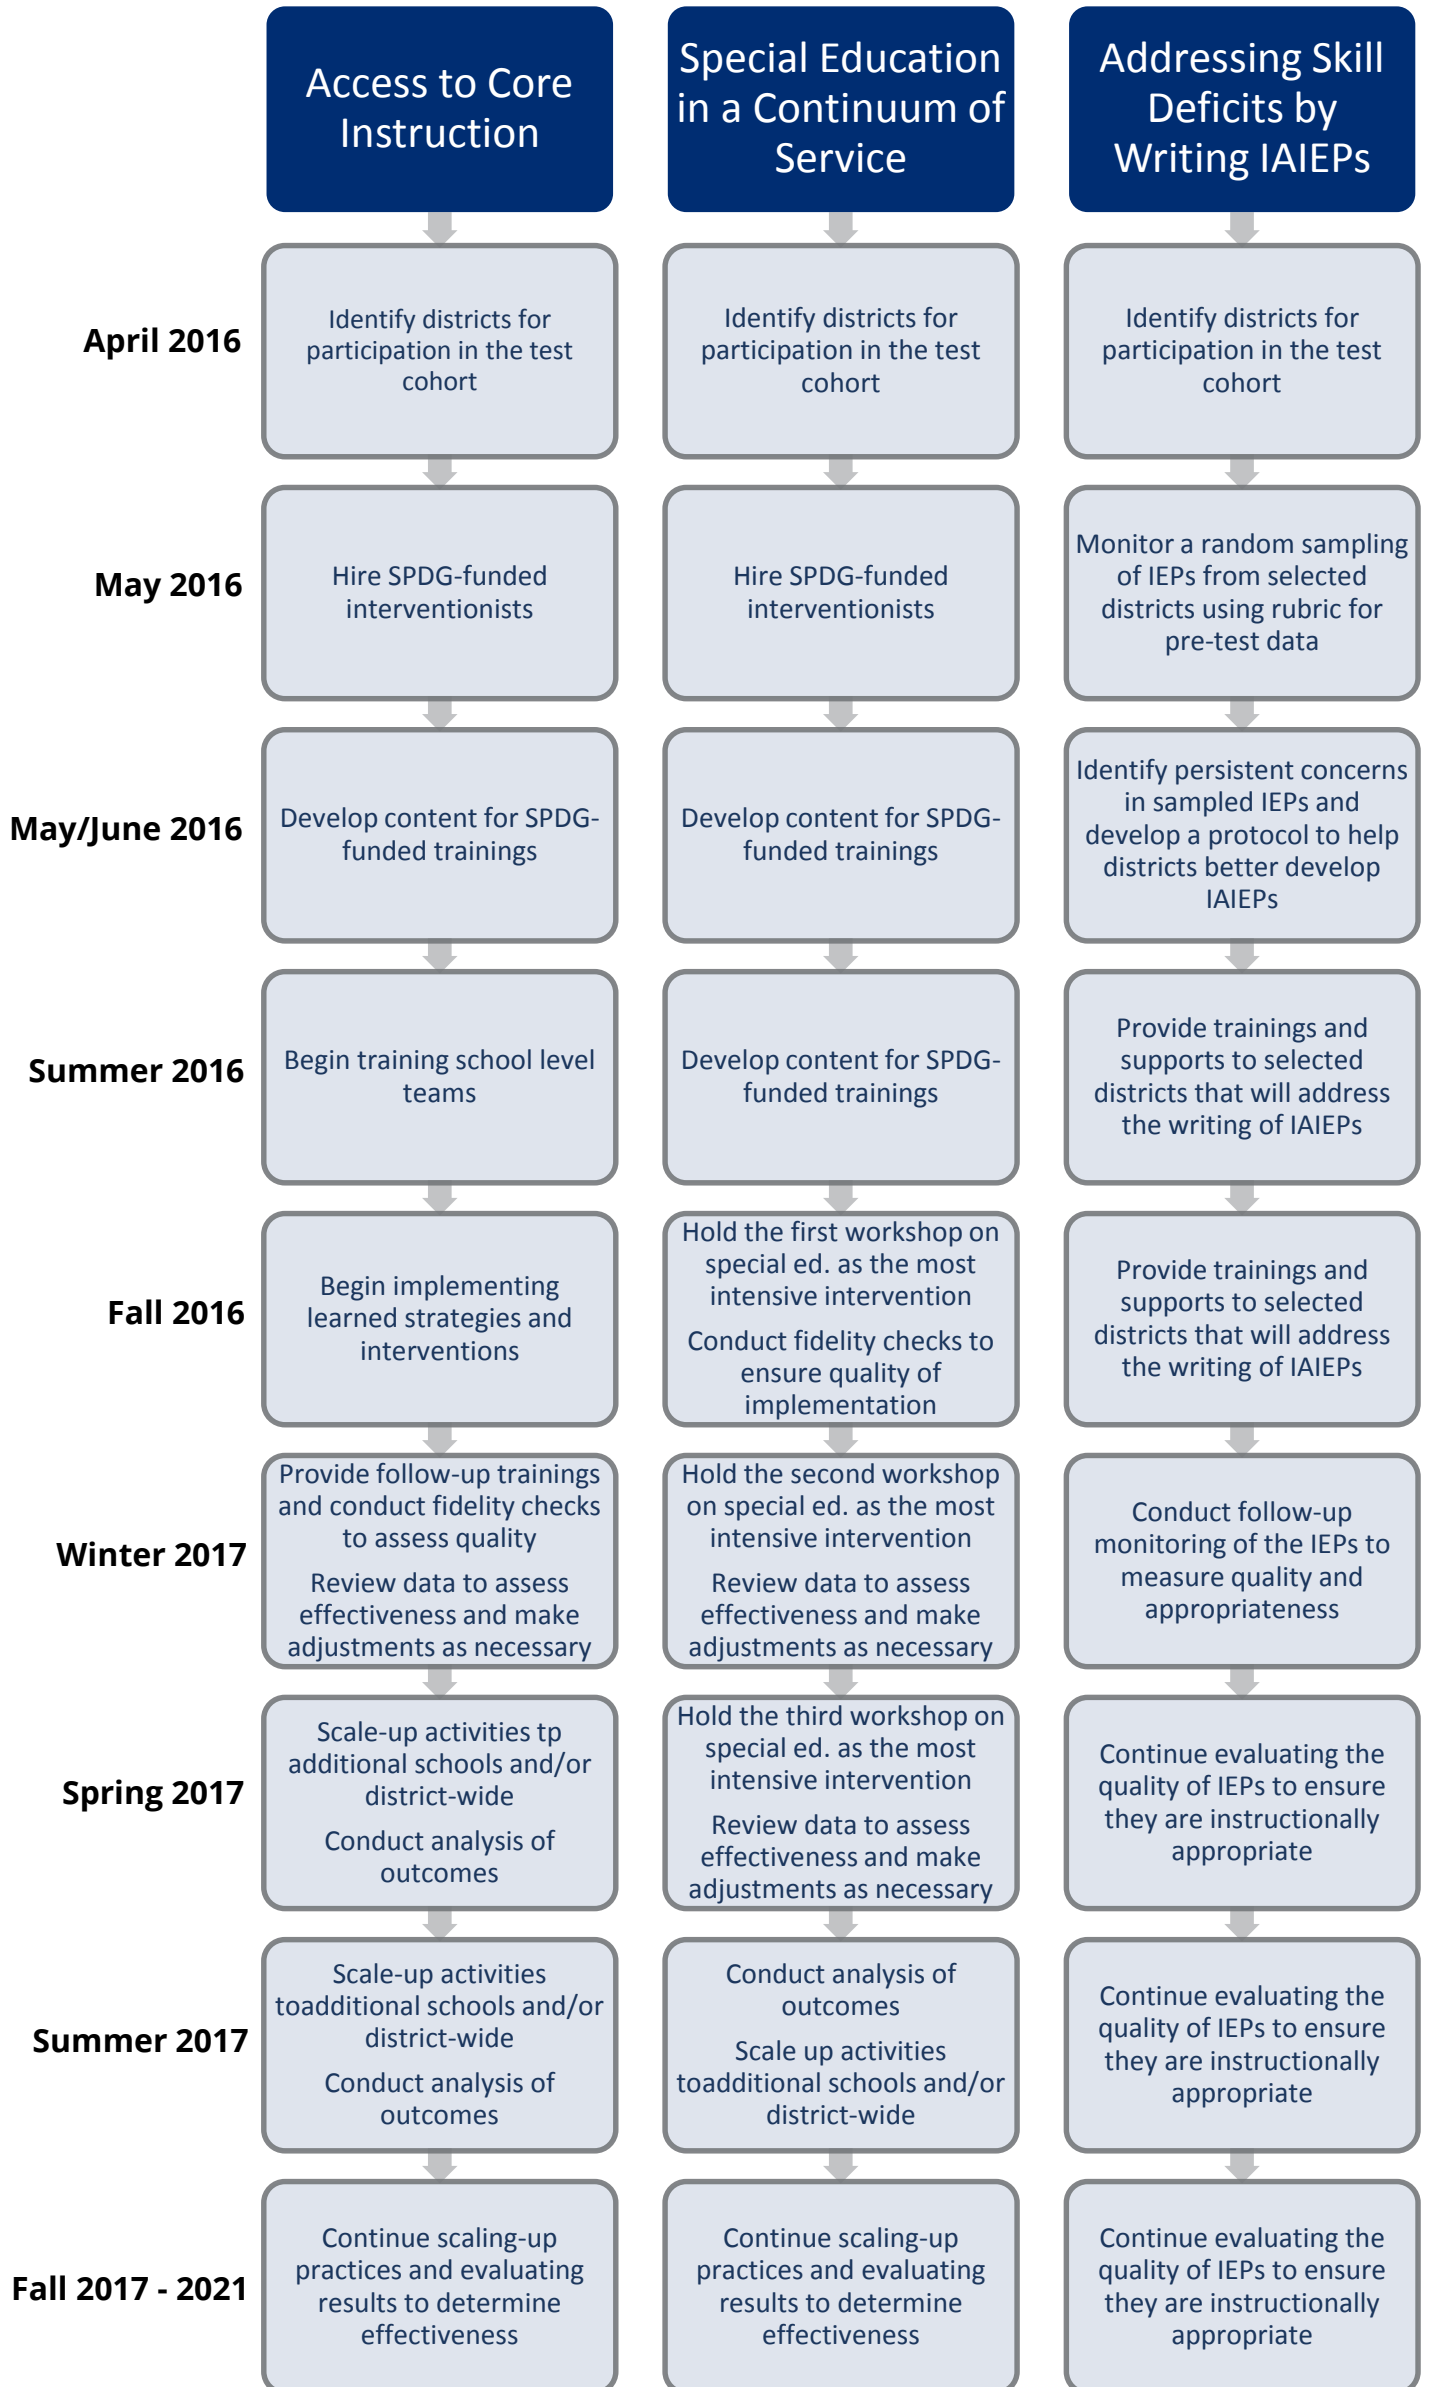 Access to Core
Instruction
Special Education
in a Continuum of
Service
Addressing Skill
Deficits by
Writing IAIEPs
April 2016
Identify districts for
participation in the test
cohort
Identify districts for
participation in the test
cohort
Identify districts for
participation in the test
cohort
May 2016
Hire SPDG-funded
interventionists
Hire SPDG-funded
interventionists
Monitor a random sampling
of IEPs from selected
districts using rubric for
pre-test data
May/June 2016
Develop content for SPDG-
funded trainings
Develop content for SPDG-
funded trainings
Identify persistent concerns
in sampled IEPs and
develop a protocol to help
districts better develop
IAIEPs
Summer 2016
Begin training school level
teams
Develop content for SPDG-
funded trainings
Provide trainings and
supports to selected
districts that will address
the writing of IAIEPs
Fall 2016
Begin implementing
learned strategies and
interventions
Hold the first workshop on
special ed. as the most
intensive intervention
Conduct fidelity checks to
ensure quality of
implementation
Provide trainings and
supports to selected
districts that will address
the writing of IAIEPs
Winter 2017
Provide follow-up trainings
and conduct fidelity checks
to assess quality
Review data to assess
effectiveness and make
adjustments as necessary
Hold the second workshop
on special ed. as the most
intensive intervention
Review data to assess
effectiveness and make
adjustments as necessary
Conduct follow-up
monitoring of the IEPs to
measure quality and
appropriateness
Spring 2017
Scale-up activities tp
additional schools and/or
district-wide
Conduct analysis of
outcomes
Hold the third workshop on
special ed. as the most
intensive intervention
Review data to assess
effectiveness and make
adjustments as necessary
Continue evaluating the
quality of IEPs to ensure
they are instructionally
appropriate
Summer 2017
Scale-up activities
toadditional schools and/or
district-wide
Conduct analysis of
outcomes
Conduct analysis of
outcomes
Scale up activities
toadditional schools and/or
district-wide
Continue evaluating the
quality of IEPs to ensure
they are instructionally
appropriate
Fall 2017 - 2021
Continue scaling-up
practices and evaluating
results to determine
effectiveness
Continue scaling-up
practices and evaluating
results to determine
effectiveness
Continue evaluating the
quality of IEPs to ensure
they are instructionally
appropriate